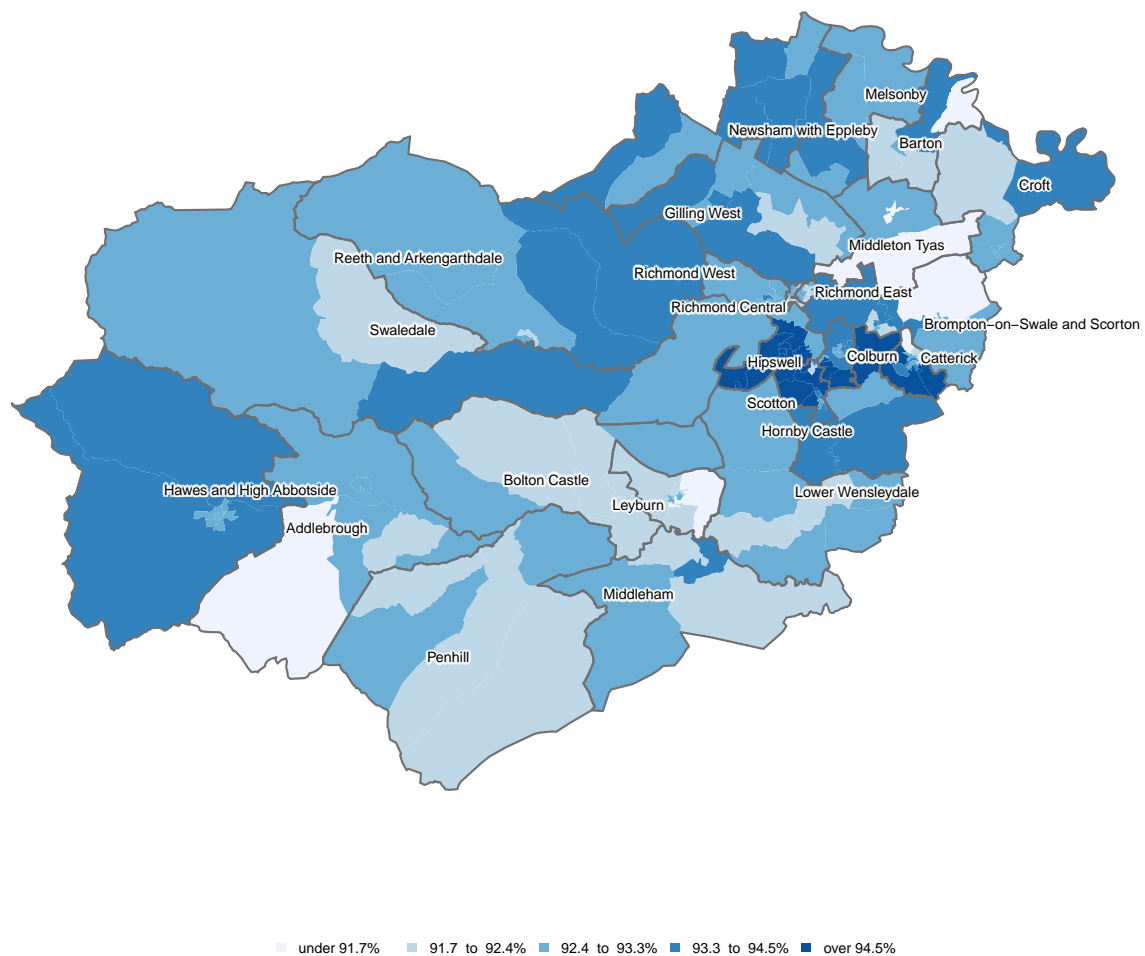 Melsonby
Newsham with Eppleby
Barton
Croft
Gilling West
Middleton Tyas
Reeth and Arkengarthdale
Richmond West
Richmond East
Richmond Central
Swaledale
Brompton−on−Swale and Scorton
Hipswell
Colburn
Catterick
Scotton
Hornby Castle
Bolton Castle
Hawes and High Abbotside
Lower Wensleydale
Leyburn
Addlebrough
Middleham
Penhill
under 91.7% 91.7 to 92.4% 92.4 to 93.3% 93.3 to 94.5% over 94.5%